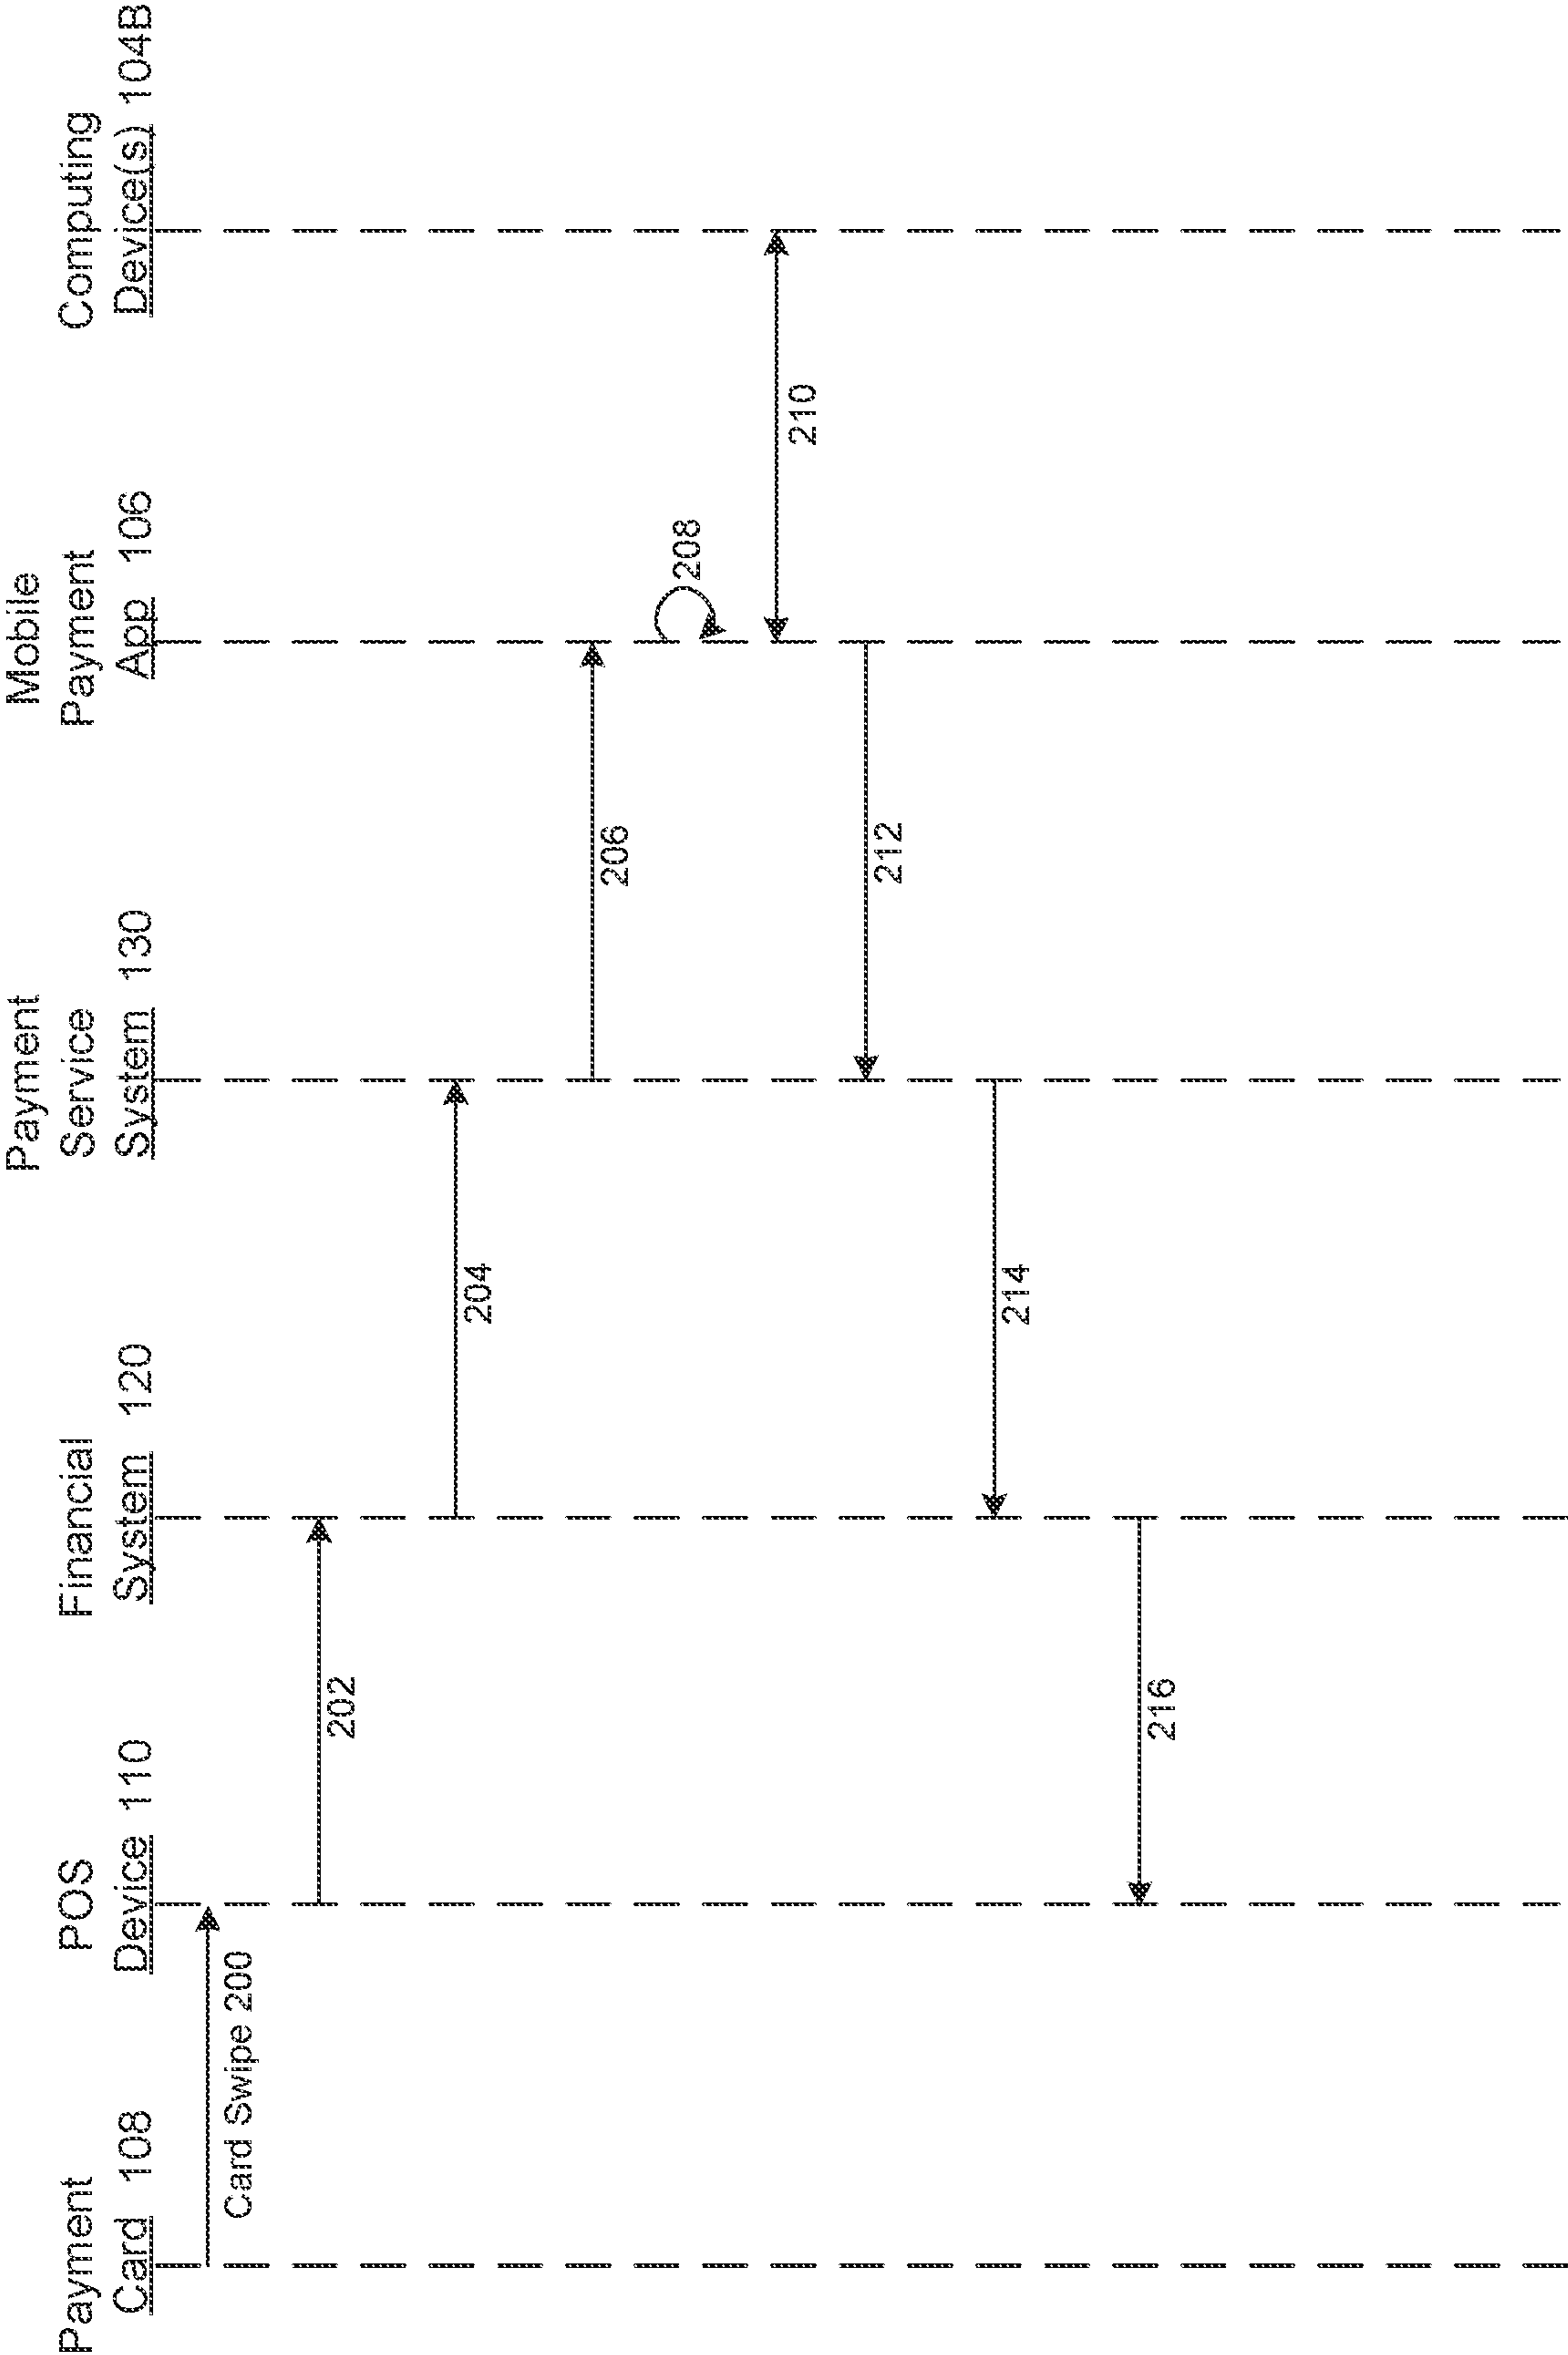 Payment
Card 108
POS
Device 110
Financial
System 120
Payment
Service
System 130
Mobile
Payment
App 106
Computing
Device(s) 104B
Card Swipe 200
202
204
206
208
210
212
214
216